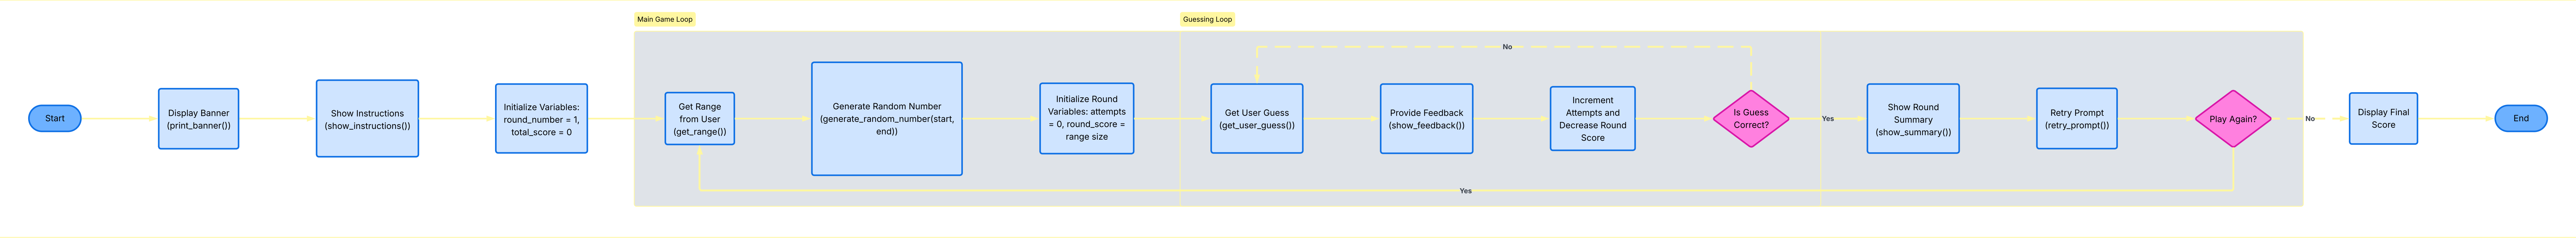 Main Game Loop
Guessing Loop
Start
Display Banner
(print_banner())
Show Instructions
(show_instructions())
Initialize Variables:
round_number = 1,
total_score = 0
Get Range
from User
(get_range())
Generate Random Number
(generate_random_number(start,
end))
Initialize Round
Variables: attempts
= 0, round_score =
range size
Get User Guess
(get_user_guess())
Provide Feedback
(show_feedback())
Increment
Attempts and
Decrease Round
Score
Is Guess
Correct?
No
Yes
Show Round
Summary
(show_summary())
Retry Prompt
(retry_prompt())
Play Again?
Yes
No
Display Final
Score
End